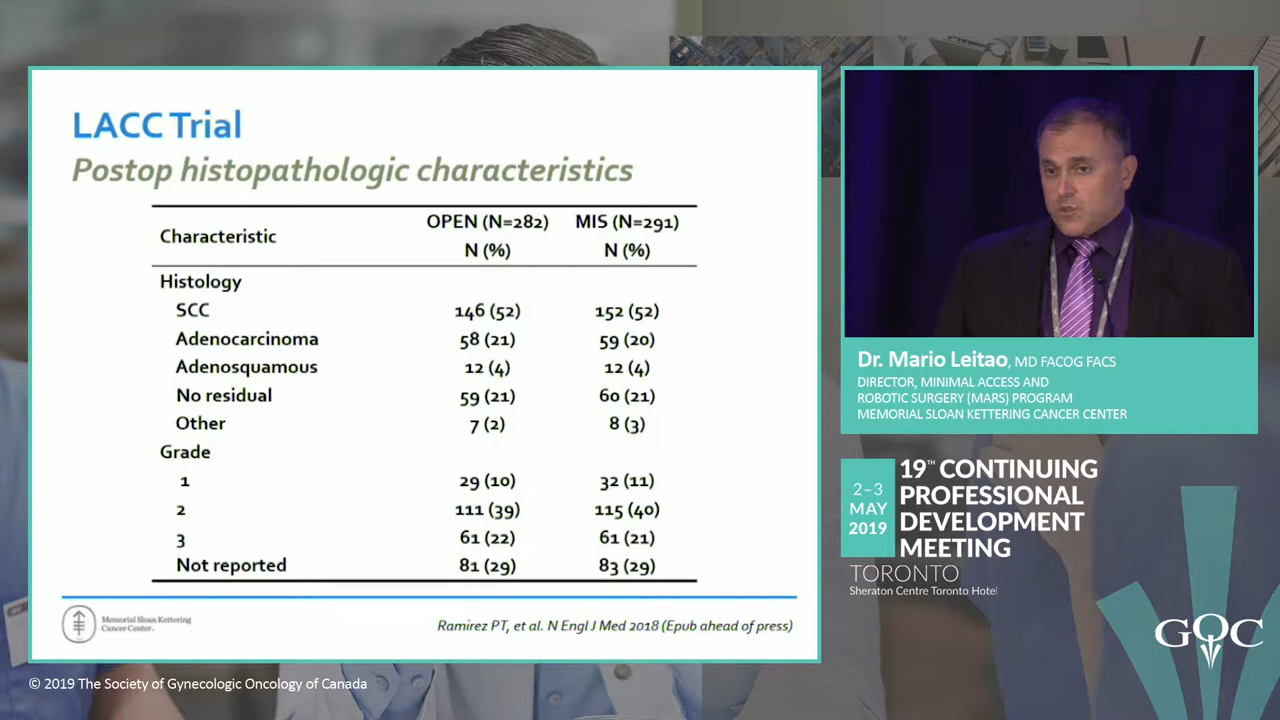 LACC Trial
Postop histopathologic characteristics
Characteristic OPEN (N=282) MIS (N=291)
N (%) N (%)
Histology
SCC 146 (52) 152 (52)
Adenocarcinoma 58 (21) 59 (20)
Adenosquamous 12 (4) 12 (4)
No residual 59 (21) 60 (21)
Other 7 (2) 8 (3)
Grade
1 29 (10) 32 (11)
2 111 (39) 115 (40)
3 61 (22) 61 (21)
Not reported 81 (29) 83 (29)
Memorial Sloan Kettering
Cancer Center.
Ramirez PT, et al. N Engl J Med 2018 (Epub ahead of press)
Dr. Mario Leitao, MD FACOG FACS
DIRECTOR, MINIMAL ACCESS AND
ROBOTIC SURGERY (MARS) PROGRAM
MEMORIAL SLOAN KETTERING CANCER CENTER
2–3
MAY
2019
19TH CONTINUING
PROFESSIONAL
DEVELOPMENT
MEETING
TORONTO
Sheraton Centre Toronto Hotel
GOC
© 2019 The Society of Gynecologic Oncology of Canada